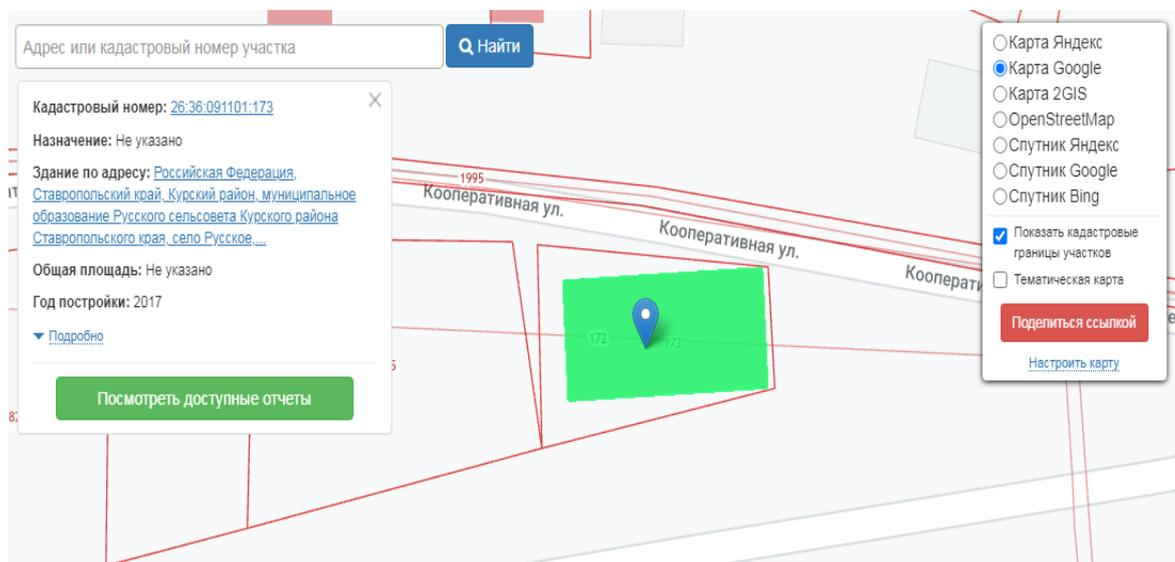 Адрес или кадастровый номер участка
Найти
Кадастровый номер: 26:36:091101:173
Назначение: Не указано
Здание по адресу: Российская Федерация,
Ставропольский край, Курский район, муниципальное
образование Русского сельсовета Курского района
Ставропольского края, село Русское,...
Общая площадь: Не указано
Год постройки: 2017
Подробно
Посмотреть доступные отчеты
1995
Кооперативная ул.
Кооперативная ул.
Коопérати
172
173
5
82
Карта Яндекс
Карта Google
Карта 2GIS
OpenStreetMap
Спутник Яндекс
Спутник Google
Спутник Bing
Показать кадастровые
границы участков
Тематическая карта
Поделиться ссылкой
Настроить карту